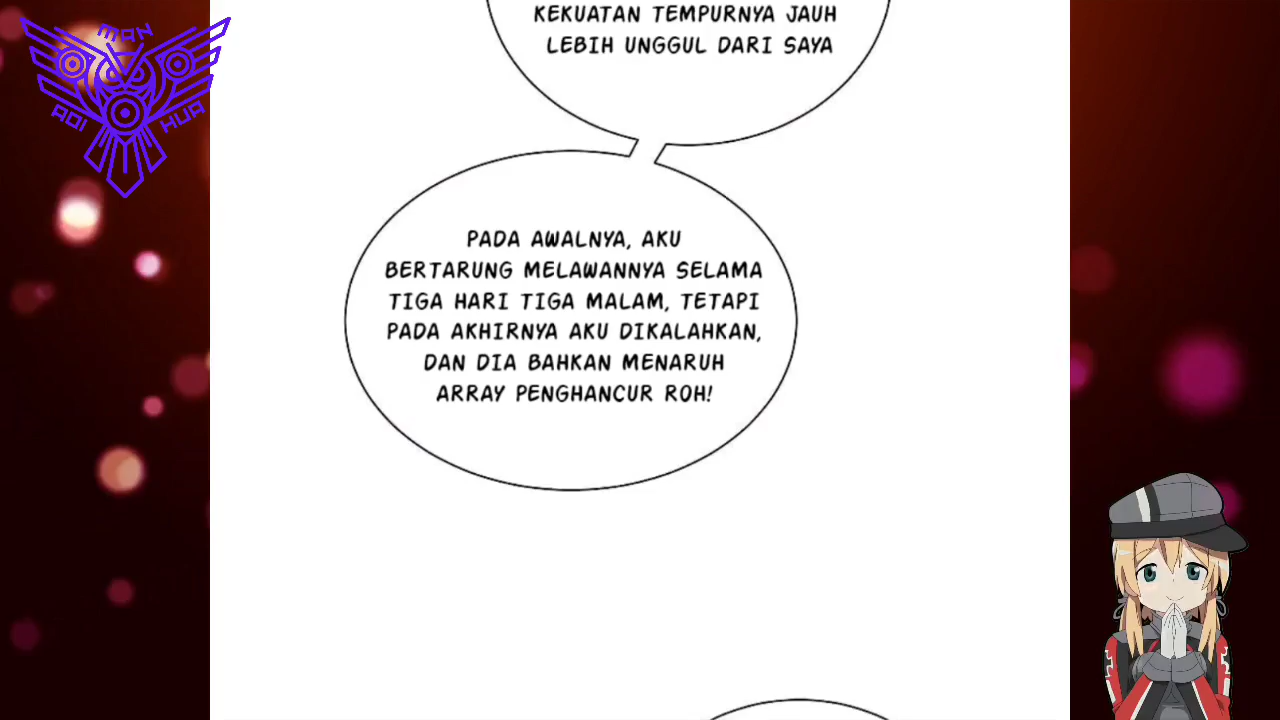 MAN
ADI HUA
KEKUATAN TEMPURNYA JAUH
LEBIH UNGGUL DARI SAYA
PADA AWALNYA, AKU
BERTARUNG MELAWANNYA SELAMA
TIGA HARI TIGA MALAM, TETAPI
PADA AKHIRNYA AKU DIKALAHKAN,
DAN DIA BAHKAN MENARUH
ARRAY PENGHANCUR ROH!